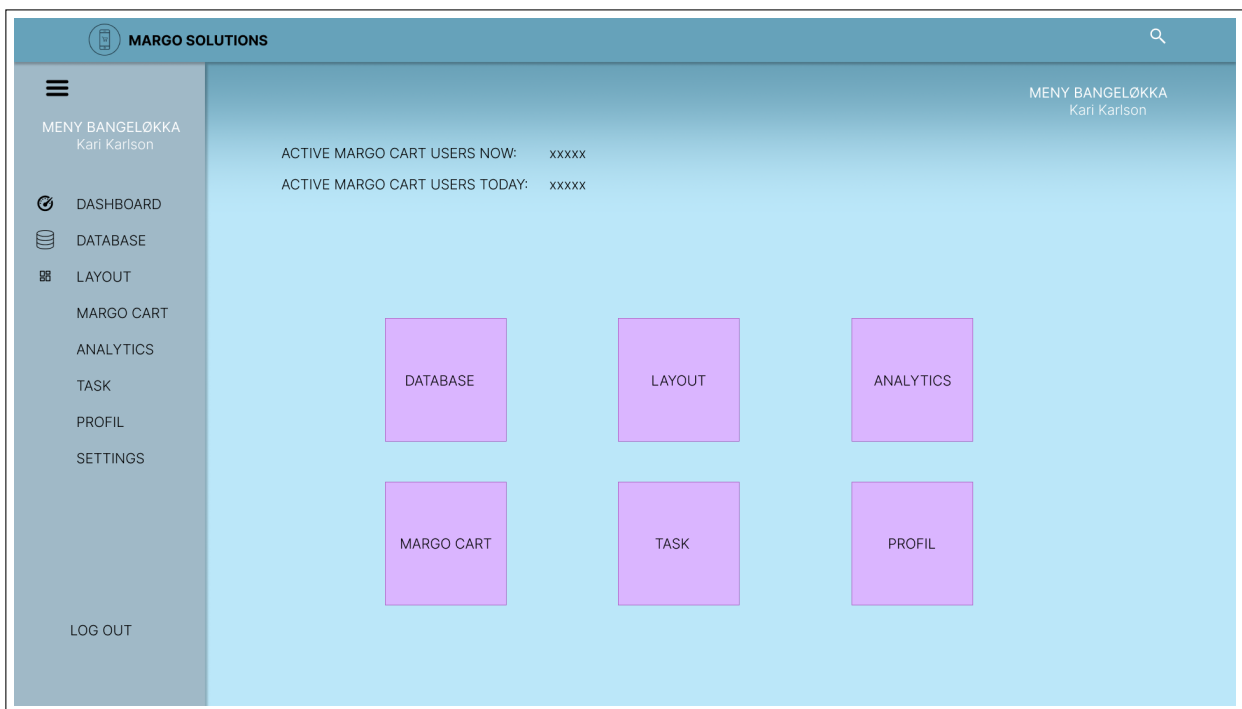 MARGO SOLUTIONS
MENY BANGELØKKA
Kari Karlson
DASHBOARD
DATABASE
LAYOUT
MARGO CART
ANALYTICS
TASK
PROFIL
SETTINGS
LOG OUT
MENY BANGELØKKA
Kari Karlson
ACTIVE MARGO CART USERS NOW: xxxxx
ACTIVE MARGO CART USERS TODAY: xxxxx
DATABASE
LAYOUT
ANALYTICS
MARGO CART
TASK
PROFIL